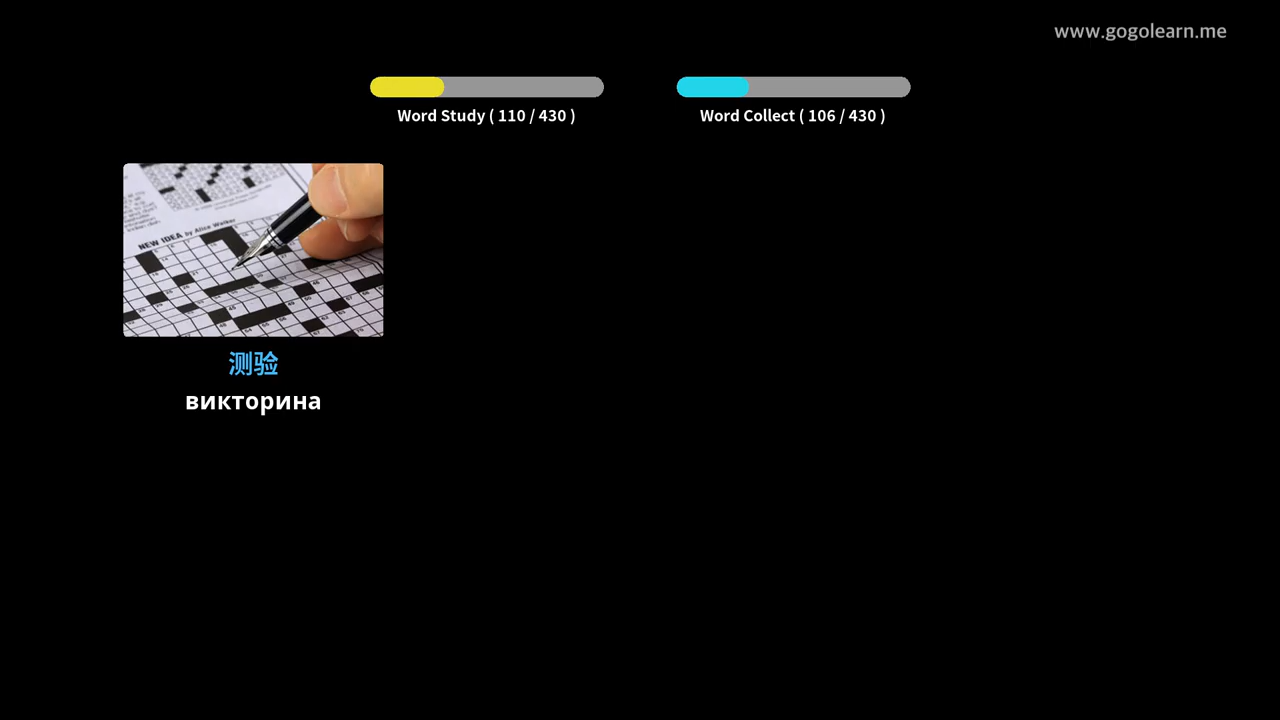 www.gogolearn.me
Word Study ( 110 / 430 )
Word Collect ( 106 / 430 )
NEW IDEA by Alice Walker
测验
викторина